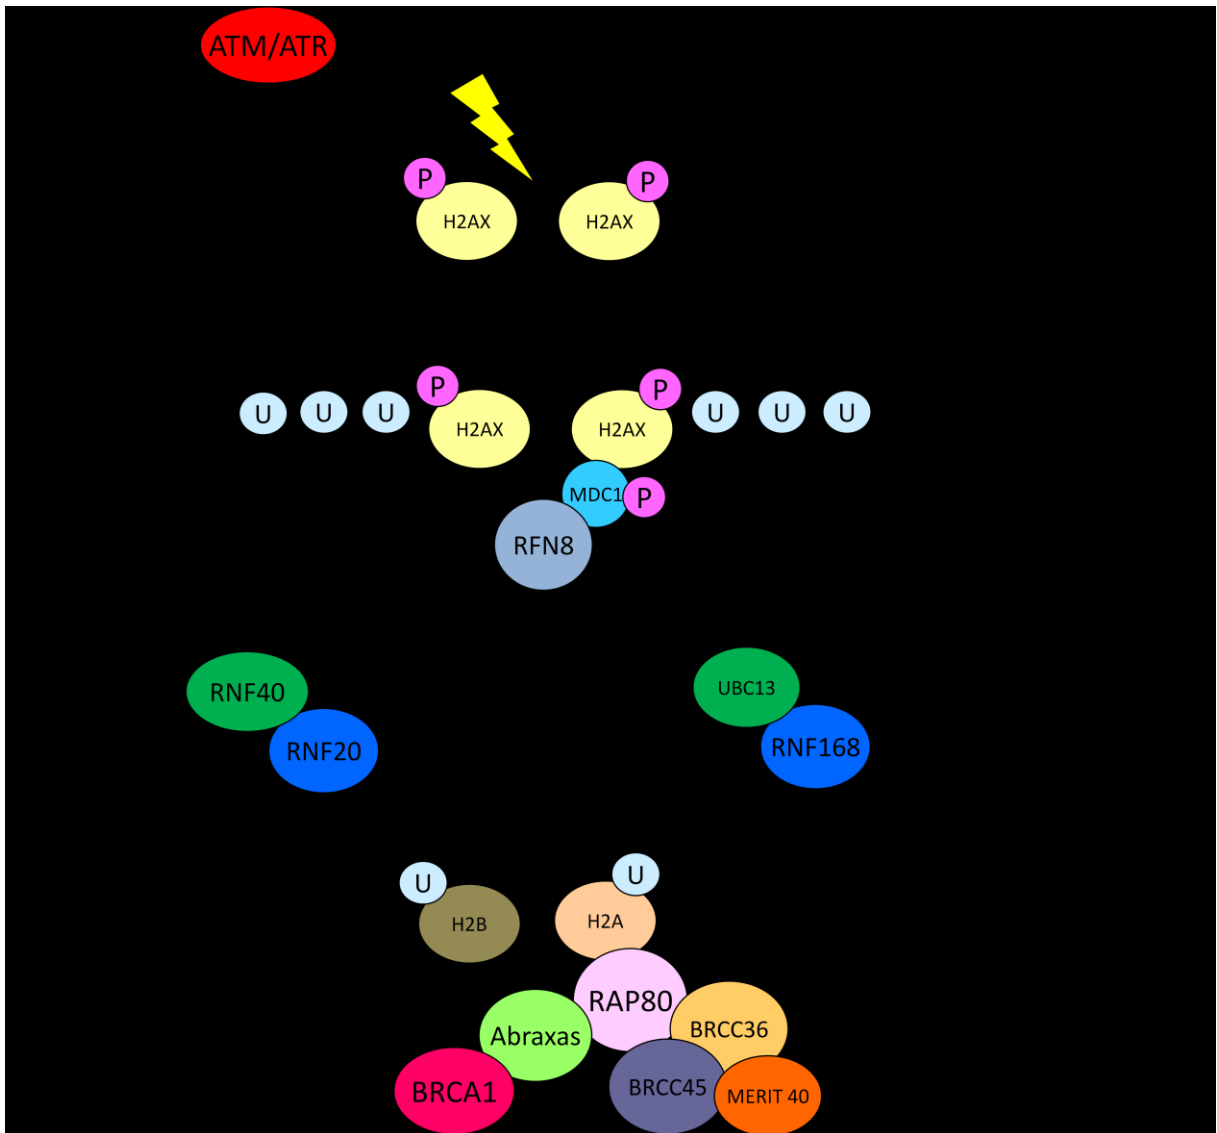 ATM/ATR
P
P
H2AX
H2AX
P
P
U
U
U
U
U
U
H2AX
H2AX
MDC1
P
RFN8
RNF40
UBC13
RNF20
RNF168
U
U
H2B
H2A
RAP80
Abraxas
BRCC36
BRCA1
BRCC45
MERIT 40